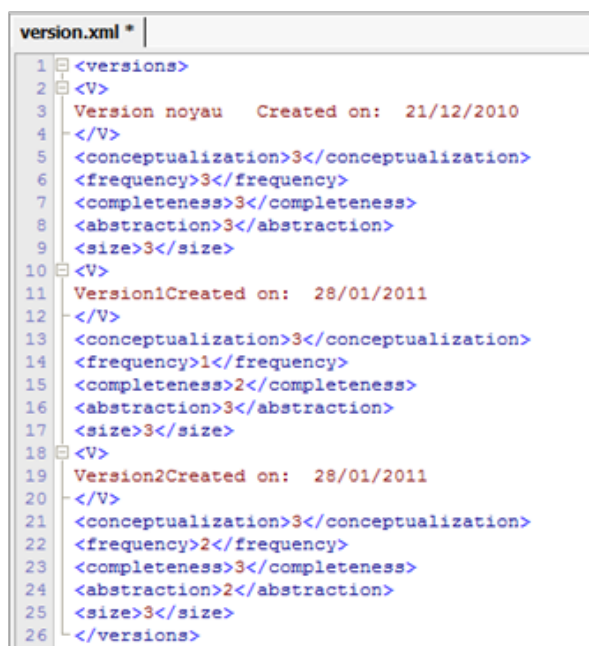 version.xml *
1 <versions>
2 <V>
3 Version noyau   Created on:  21/12/2010
4 </V>
5 <conceptualization>3</conceptualization>
6 <frequency>3</frequency>
7 <completeness>3</completeness>
8 <abstraction>3</abstraction>
9 <size>3</size>
10 <V>
11 Version1Created on:  28/01/2011
12 </V>
13 <conceptualization>3</conceptualization>
14 <frequency>1</frequency>
15 <completeness>2</completeness>
16 <abstraction>3</abstraction>
17 <size>3</size>
18 <V>
19 Version2Created on:  28/01/2011
20 </V>
21 <conceptualization>3</conceptualization>
22 <frequency>2</frequency>
23 <completeness>3</completeness>
24 <abstraction>2</abstraction>
25 <size>3</size>
26 </versions>